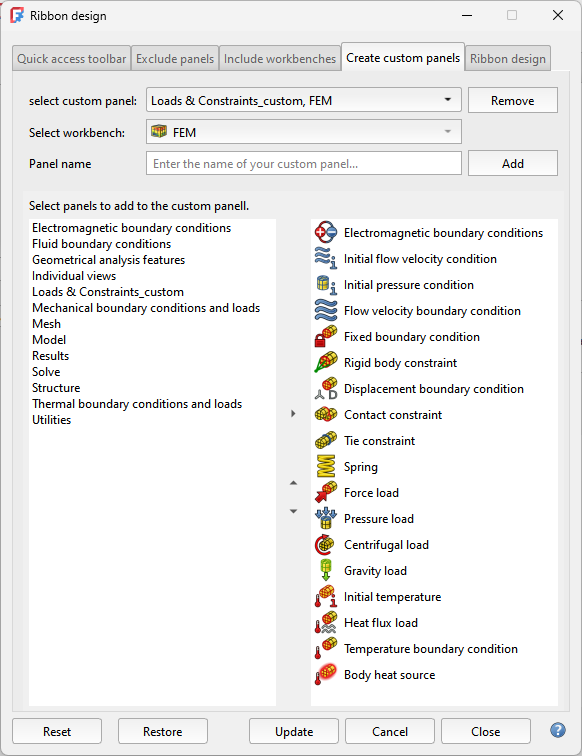 Ribbon design
Quick access toolbar
Exclude panels
Include workbenches
Create custom panels
Ribbon design
select custom panel:
Loads & Constraints_custom, FEM
Remove
Select workbench:
FEM
Panel name
Enter the name of your custom panel...
Add
Select panels to add to the custom panell.
Electromagnetic boundary conditions
Fluid boundary conditions
Geometrical analysis features
Individual views
Loads & Constraints_custom
Mechanical boundary conditions and loads
Mesh
Model
Results
Solve
Structure
Thermal boundary conditions and loads
Utilities
Electromagnetic boundary conditions
Initial flow velocity condition
Initial pressure condition
Flow velocity boundary condition
Fixed boundary condition
Rigid body constraint
Displacement boundary condition
Contact constraint
Tie constraint
Spring
Force load
Pressure load
Centrifugal load
Gravity load
Initial temperature
Heat flux load
Temperature boundary condition
Body heat source
Reset
Restore
Update
Cancel
Close